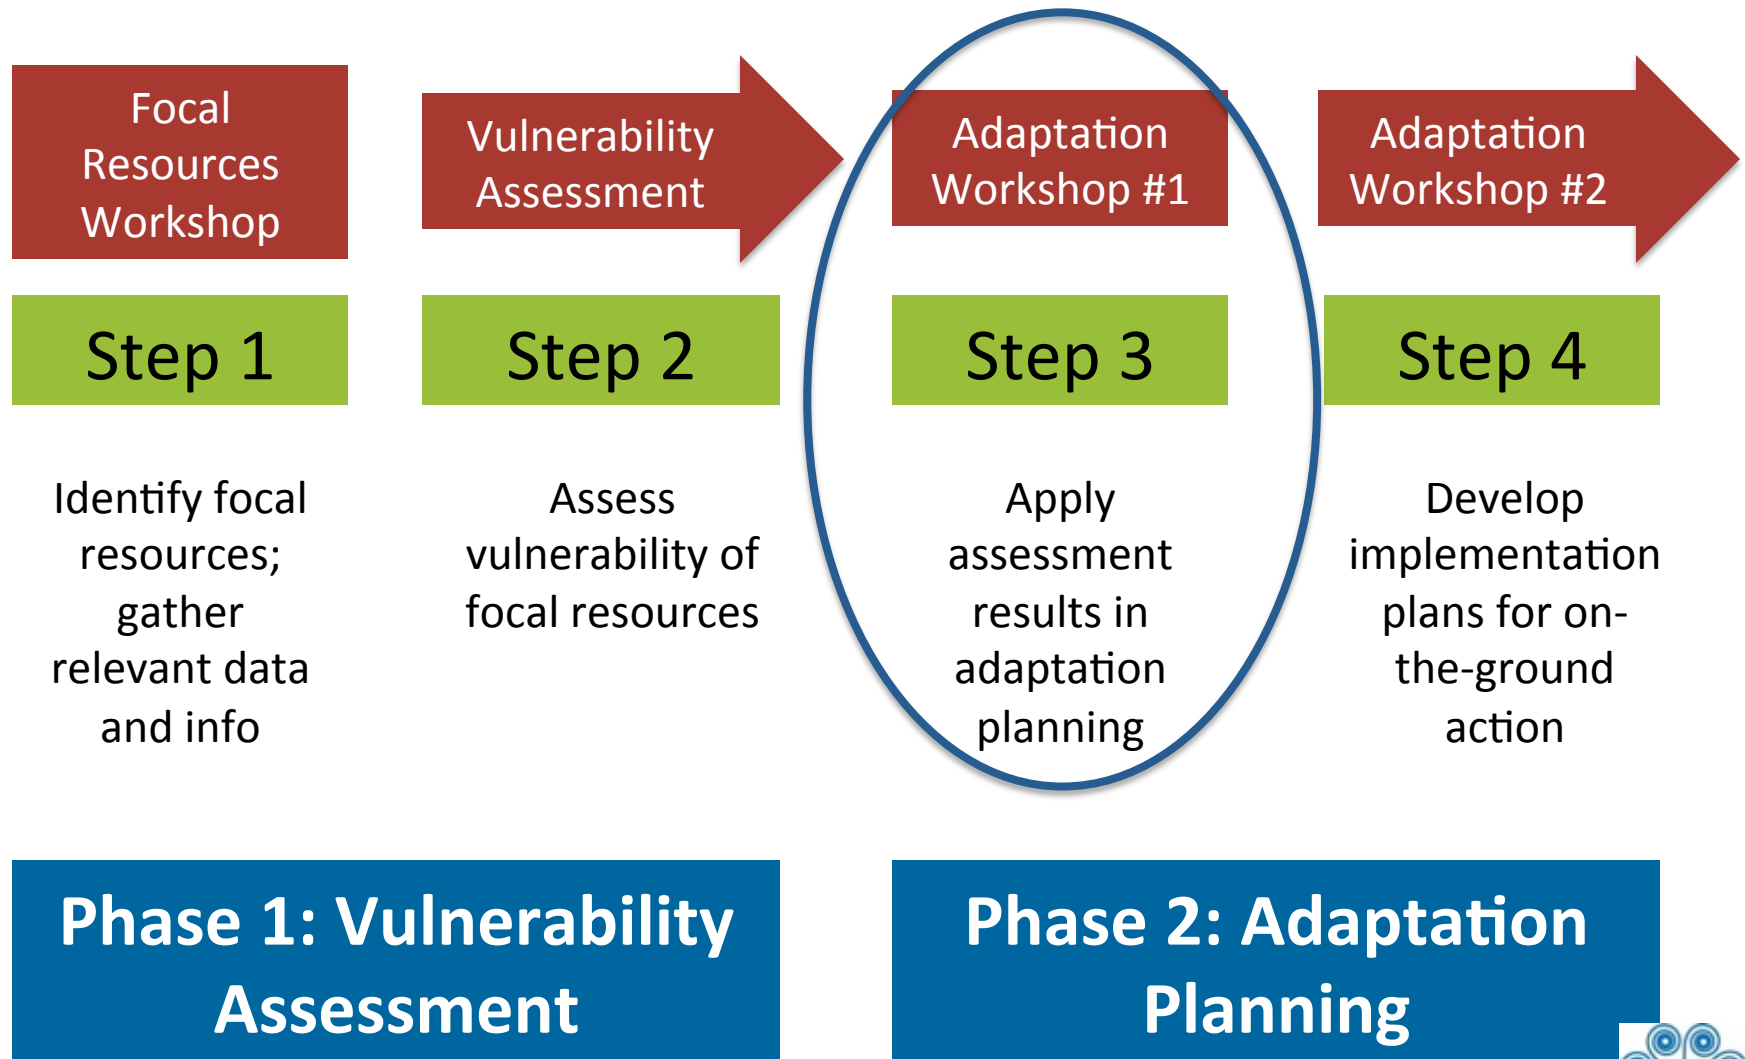 Focal
Resources
Workshop
Vulnerability
Assessment
Adaptation
Workshop #1
Adaptation
Workshop #2
Step 1
Step 2
Step 3
Step 4
Identify focal
resources;
gather
relevant data
and info
Assess
vulnerability of
focal resources
Apply
assessment
results in
adaptation
planning
Develop
implementation
plans for on-
the-ground
action
Phase 1: Vulnerability
Assessment
Phase 2: Adaptation
Planning